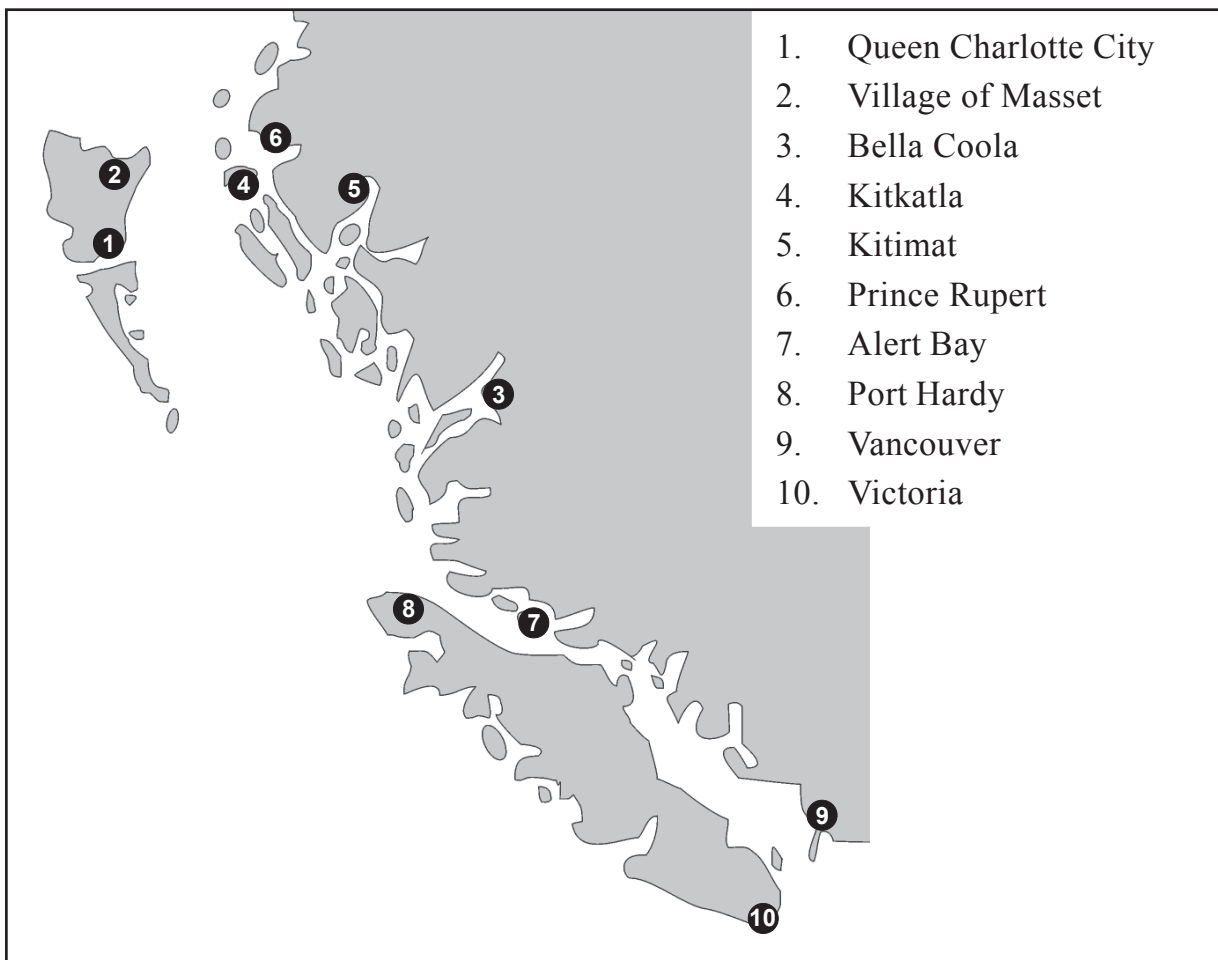 1. Queen Charlotte City
2. Village of Masset
3. Bella Coola
4. Kitkatla
5. Kitimat
6. Prince Rupert
7. Alert Bay
8. Port Hardy
9. Vancouver
10. Victoria
6
2
4
5
1
3
8
7
9
10